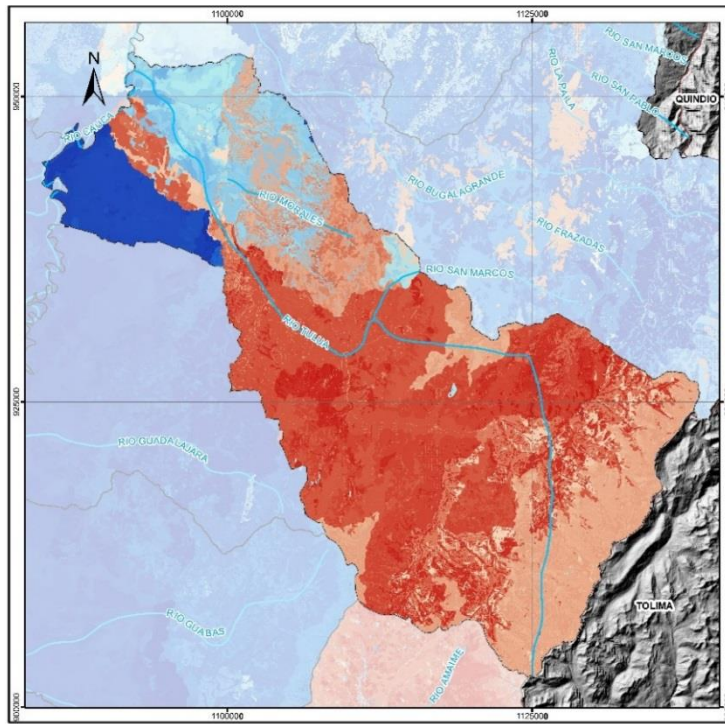 1100000
1125000
N
950000
RIO SAN MARCOS
RIO LA PAILA
RIO SAN PABLO
QUINDIO
RIO CAUCA
RIO MORALES
RIO BUGALAGRANDE
RIO FRAZADAS
RIO SAN MARCOS
RIO TULUA
925000
RIO GUADALAJARA
TOLIMA
RIO GUABAS
RIO AMAIME
900000
1100000
1125000